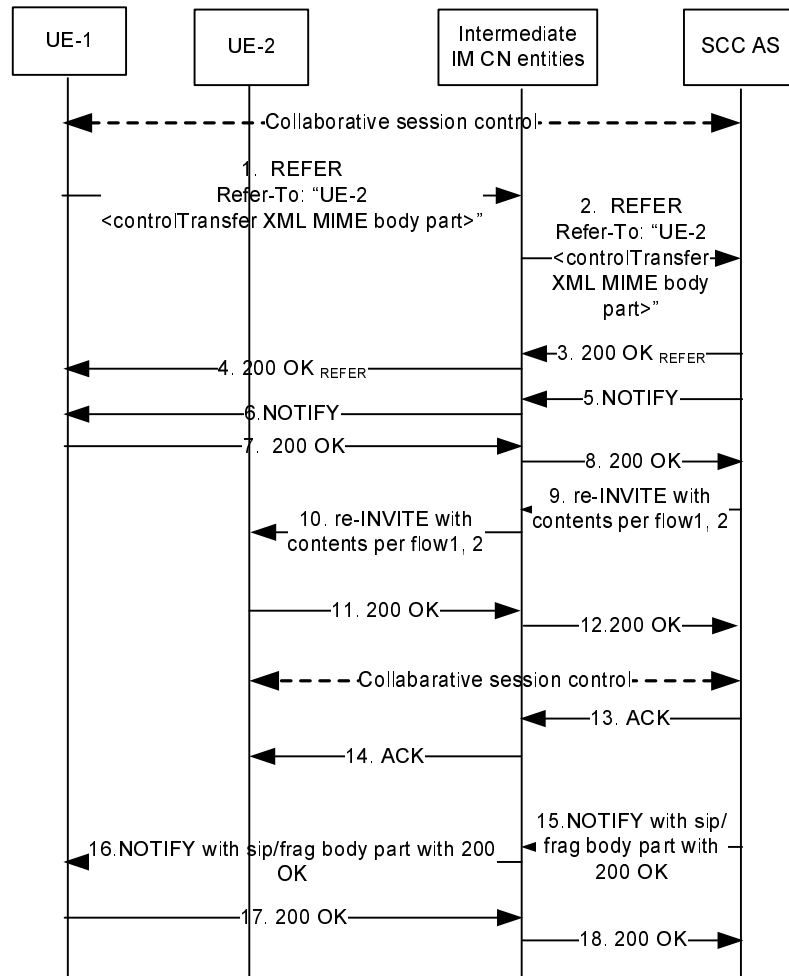 UE-1
UE-2
Intermediate
IM CN entities
SCC AS
Collaborative session control
1. REFER
Refer-To: “UE-2
<controlTransfer XML MIME body part>”
2. REFER
Refer-To: “UE-2
<controlTransfer
XML MIME body
part>”
3. 200 OK REFER
4. 200 OK REFER
5.NOTIFY
6.NOTIFY
7. 200 OK
8. 200 OK
9. re-INVITE with
contents per flow1, 2
10. re-INVITE with
contents per flow1, 2
11. 200 OK
12.200 OK
Collabarative session control
13. ACK
14. ACK
15.NOTIFY with sip/
frag body part with
200 OK
16.NOTIFY with sip/frag body part with 200
OK
17. 200 OK
18. 200 OK